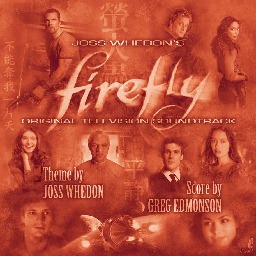 JOSS WHEDON'S
firefly
ORIGINAL TELEVISION SOUNDTRACK
Theme by
JOSS WHEDON
Score by
GREG EDMONSON